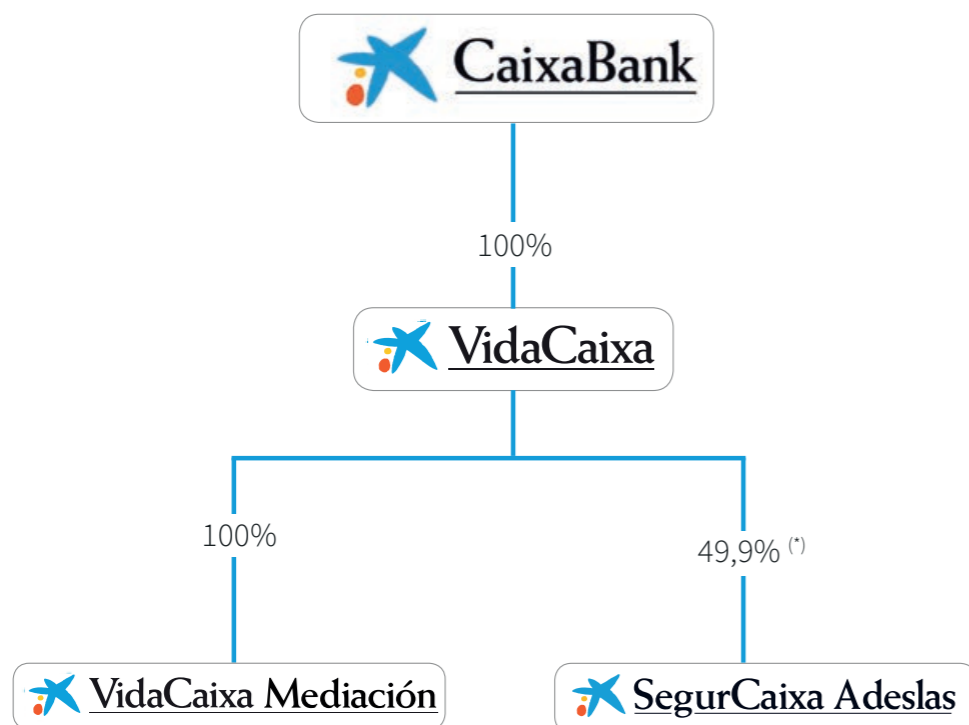 CaixaBank
100%
VidaCaixa
100%
49,9% (*)
VidaCaixa Mediación
SegurCaixa Adeslas